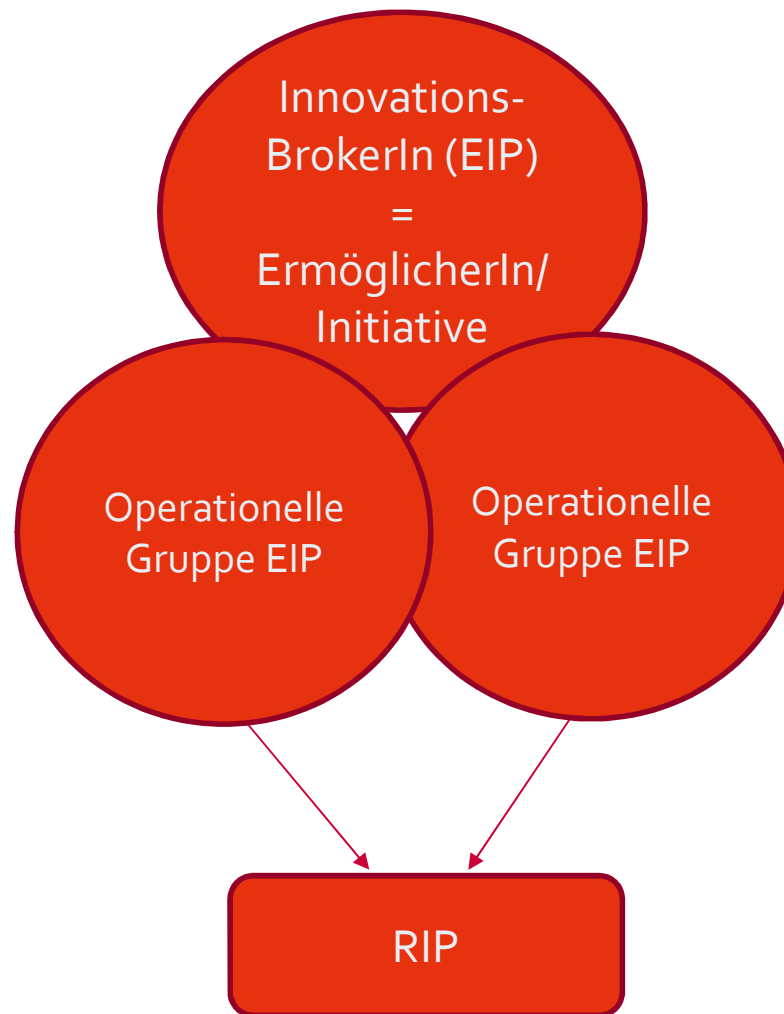 Innovations-
BrokerIn (EIP)
=
ErmöglicherIn/
Initiative
Operationelle
Gruppe EIP
Operationelle
Gruppe EIP
RIP